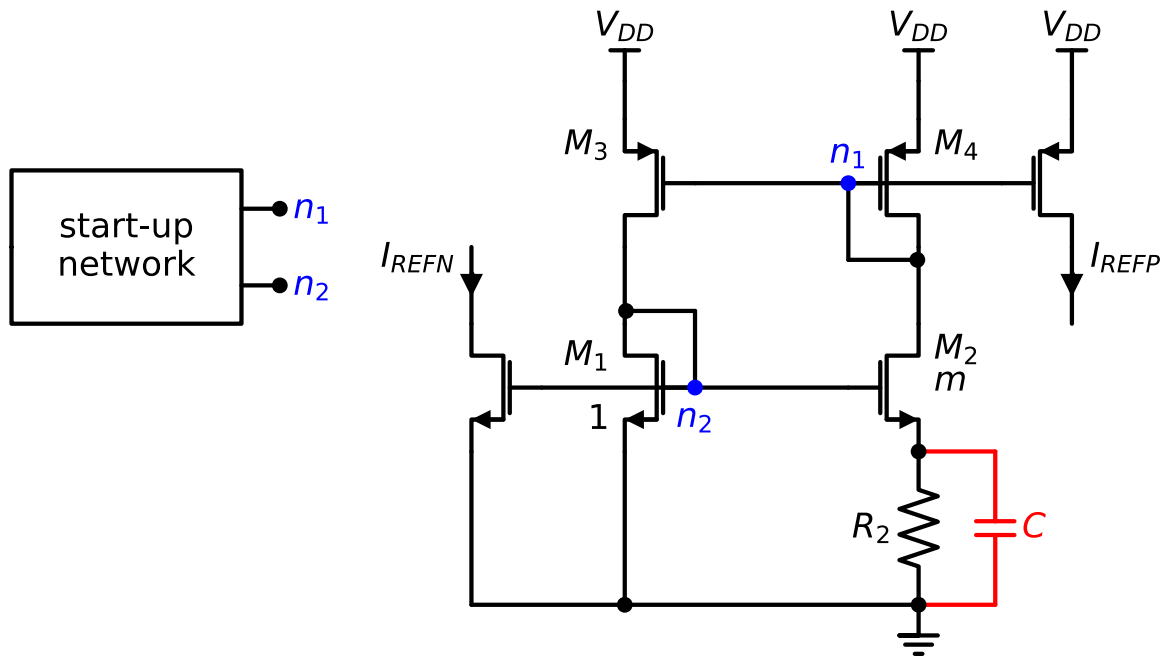 V_DD
V_DD
V_DD
M_3
n_1
M_4
start-up
network
n_1
n_2
I_REFN
I_REFP
M_1
M_2
m
1
n_2
R_2
C